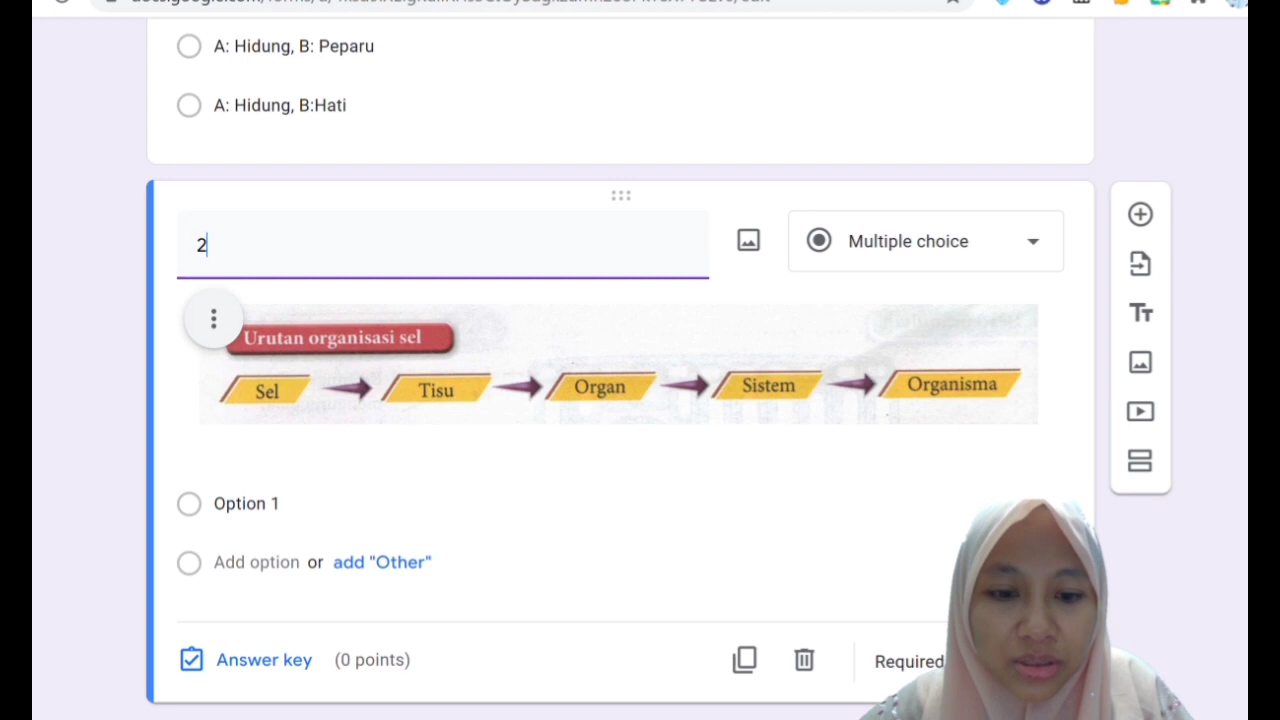 A: Hidung, B: Peparu
A: Hidung, B:Hati
2
Multiple choice
Urutan organisasi sel
Sel
Tisu
Organ
Sistem
Organisma
Option 1
Add option or add "Other"
Answer key (0 points)
Required